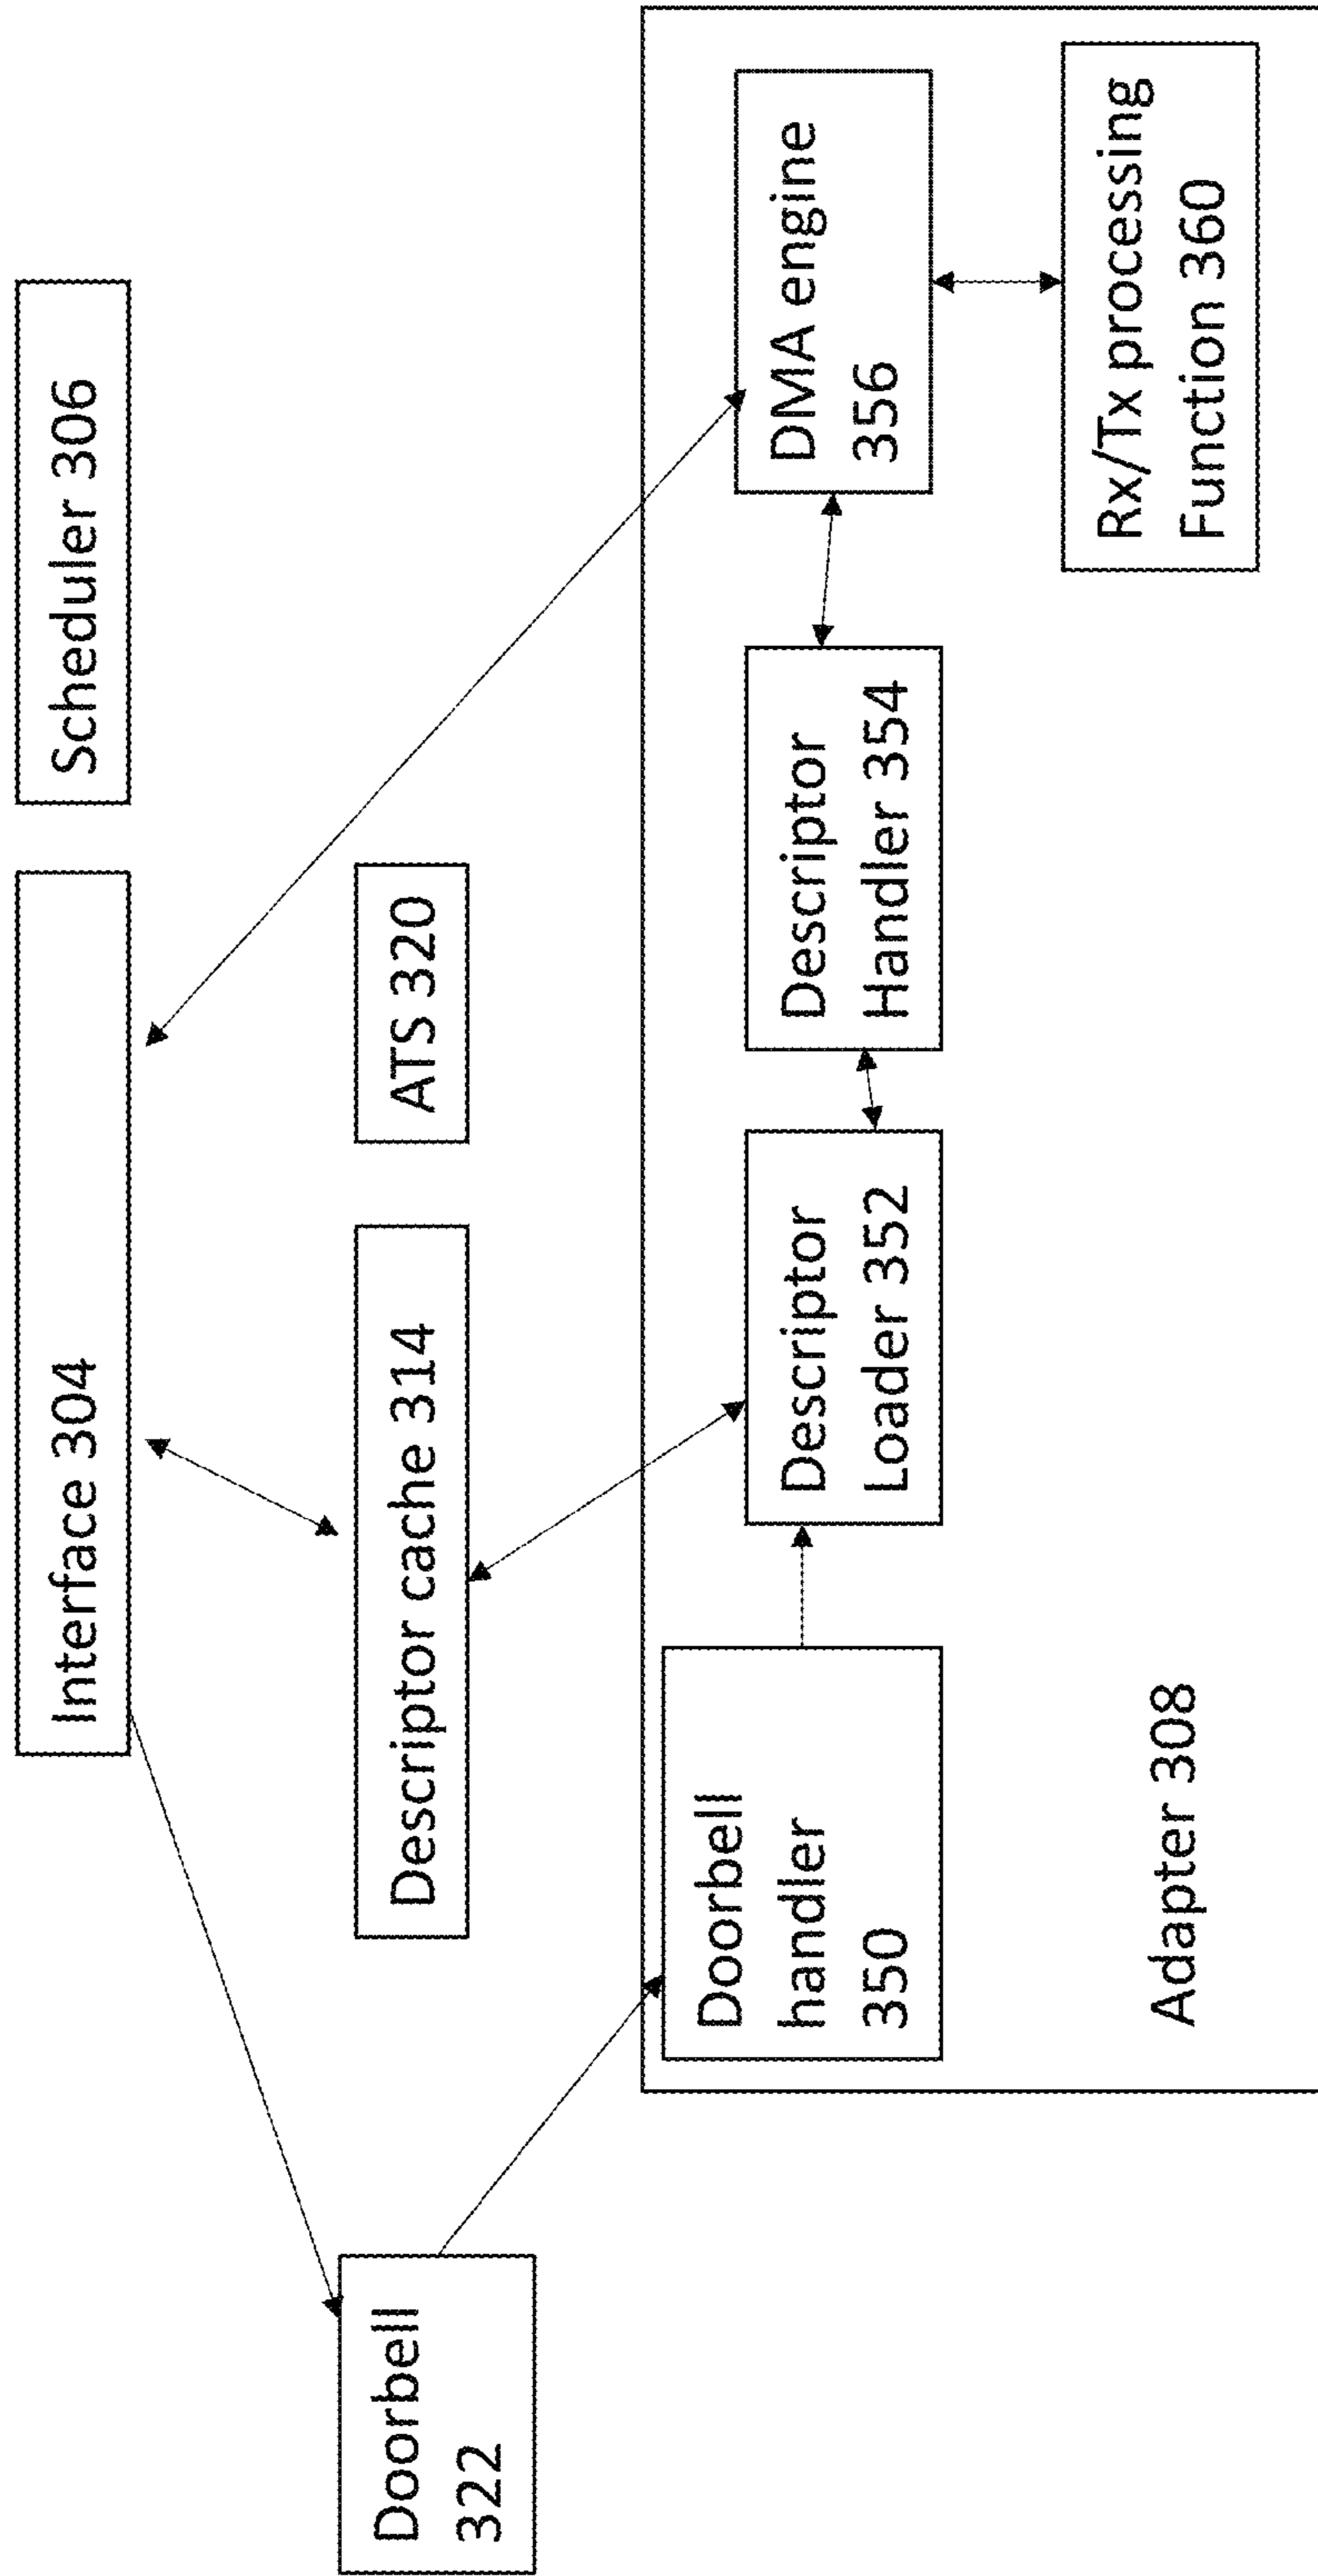 Interface 304
Scheduler 306
Doorbell
322
Descriptor cache 314
ATS 320
Doorbell
handler
350
Descriptor
Loader 352
Descriptor
Handler 354
DMA engine
356
Adapter 308
Rx/Tx processing
Function 360